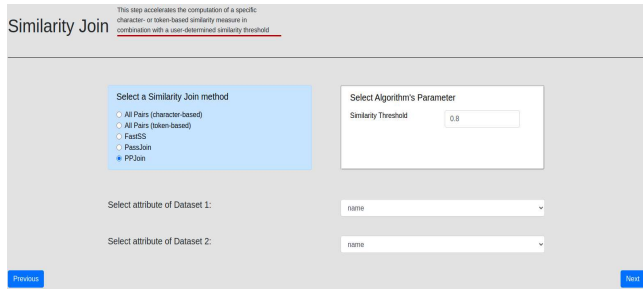 Similarity Join
This step accelerates the computation of a specific
character- or token-based similarity measure in
combination with a user-determined similarity threshold
Select a Similarity Join method
All Pairs (character-based)
All Pairs (token-based)
FastSS
PassJoin
PPJoin
Select Algorithm's Parameter
Similarity Threshold
0.8
Select attribute of Dataset 1:
name
Select attribute of Dataset 2:
name
Previous
Next